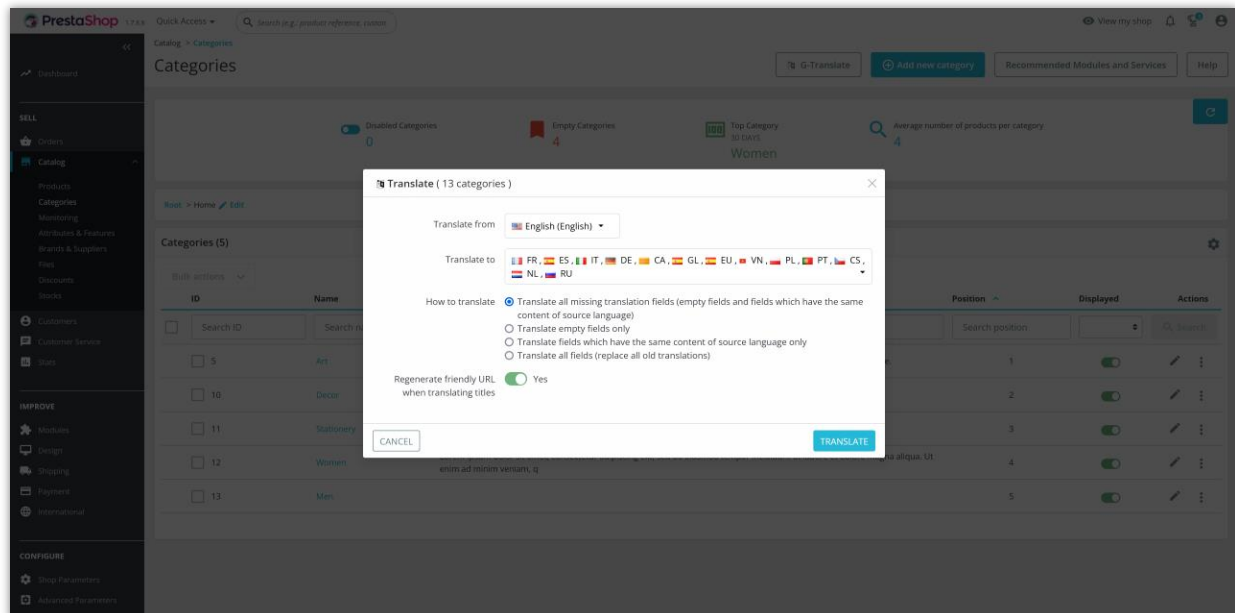 PrestaShop 1.7.8.8 Quick Access
Search (e.g.: product reference, custom
View my shop
Catalog > Categories
Categories
G-Translate
Add new category
Recommended Modules and Services
Help
Dashboard
SELL
Orders
Catalog
Products
Categories
Monitoring
Attributes & Features
Brands & Suppliers
Files
Discounts
Stocks
Customers
Customer Service
Stats
IMPROVE
Modules
Design
Shipping
Payment
International
CONFIGURE
Shop Parameters
Advanced Parameters
Disabled Categories
0
Empty Categories
4
Top Category
30 DAYS
Women
Average number of products per category
4
Root > Home Edit
Categories (5)
Bulk actions
ID Name Position Displayed Actions
Search ID Search na Search position Search
5 Art 1
10 Decor 2
11 Stationery 3
12 Women 4
magna aliqua. Ut
enim ad minim veniam, q
13 Men 5
Translate ( 13 categories )
Translate from English (English)
Translate to FR , ES , IT , DE , CA , GL , EU , VN , PL , PT , CS ,
NL , RU
How to translate Translate all missing translation fields (empty fields and fields which have the same
content of source language)
Translate empty fields only
Translate fields which have the same content of source language only
Translate all fields (replace all old translations)
Regenerate friendly URL Yes
when translating titles
CANCEL TRANSLATE